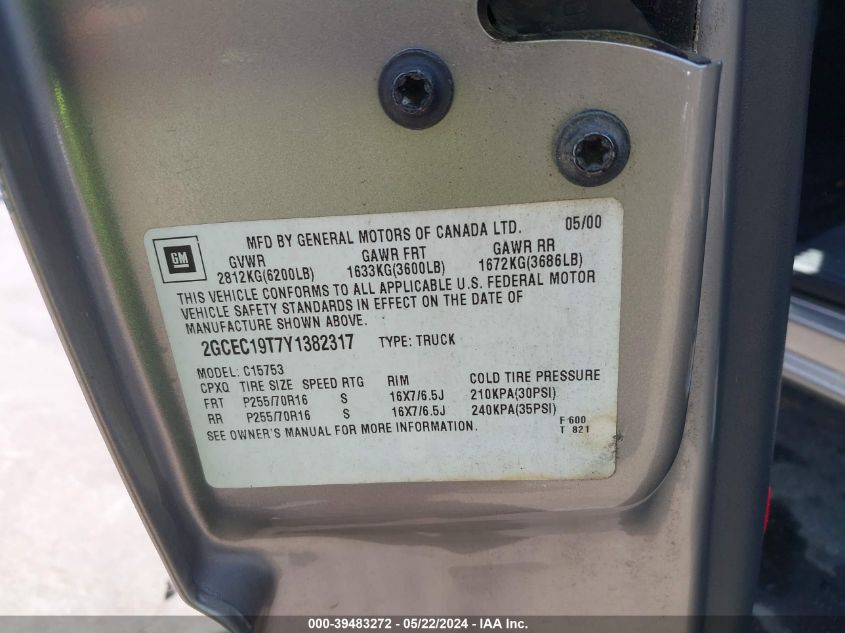 MFD BY GENERAL MOTORS OF CANADA LTD. 05/00
GM
GVWR GAWR FRT GAWR RR
2812KG(6200LB) 1633KG(3600LB) 1672KG(3686LB)
THIS VEHICLE CONFORMS TO ALL APPLICABLE U.S. FEDERAL MOTOR
VEHICLE SAFETY STANDARDS IN EFFECT ON THE DATE OF
MANUFACTURE SHOWN ABOVE.
2GCEC19T7Y1382317 TYPE: TRUCK
MODEL: C15753
CPXQ TIRE SIZE SPEED RTG RIM COLD TIRE PRESSURE
FRT P255/70R16 S 16X7/6.5J 210KPA(30PSI)
RR P255/70R16 S 16X7/6.5J 240KPA(35PSI)
SEE OWNER'S MANUAL FOR MORE INFORMATION.
F 600
T 821
000-39483272 - 05/22/2024 - IAA Inc.